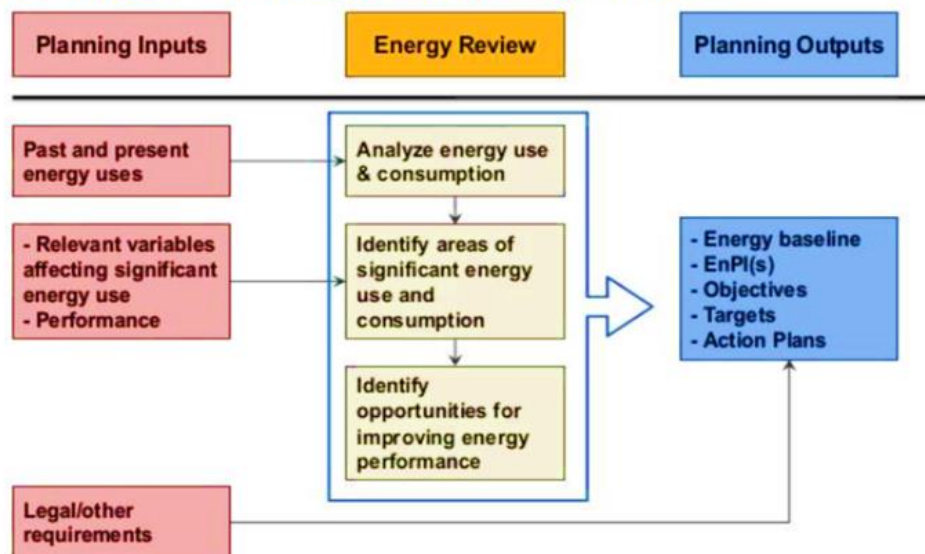 Planning Inputs
Energy Review
Planning Outputs
Past and present
energy uses
Analyze energy use
& consumption
- Relevant variables
affecting significant
energy use
- Performance
Identify areas of
significant energy
use and
consumption
- Energy baseline
- EnPI(s)
- Objectives
- Targets
- Action Plans
Identify
opportunities for
improving energy
performance
Legal/other
requirements